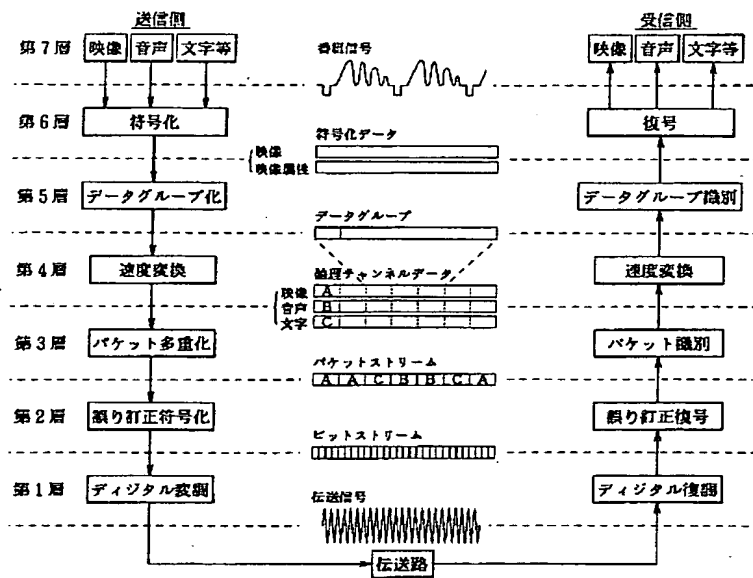 送信側
受信側
第7層
映像
音声
文字等
番組信号
映像
音声
文字等
第6層
符号化
符号化データ
復号
映像
映像属性
第5層
データグループ化
データグループ
データグループ識別
第4層
速度変換
論理チャンネルデータ
速度変換
映像
A
音声
B
文字
C
第3層
パケット多重化
パケット識別
パケットストリーム
A A C B B C A
第2層
誤り訂正符号化
ビットストリーム
誤り訂正復号
第1層
ディジタル変調
伝送信号
ディジタル復調
伝送路